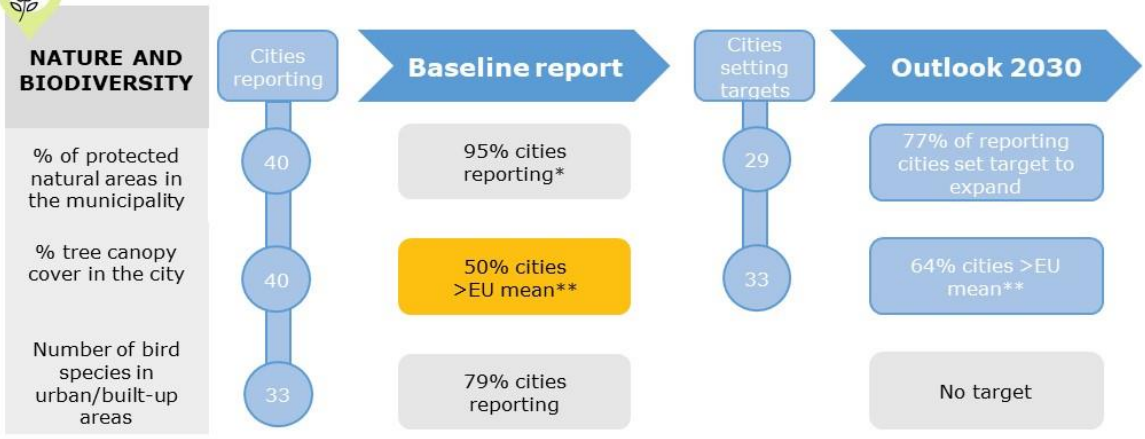 NATURE AND
BIODIVERSITY
Cities
reporting
Baseline report
Cities
setting
targets
Outlook 2030
% of protected
natural areas in
the municipality
40
95% cities
reporting*
29
77% of reporting
cities set target to
expand
% tree canopy
cover in the city
40
50% cities
>EU mean**
33
64% cities >EU
mean**
Number of bird
species in
urban/built-up
areas
33
79% cities
reporting
No target